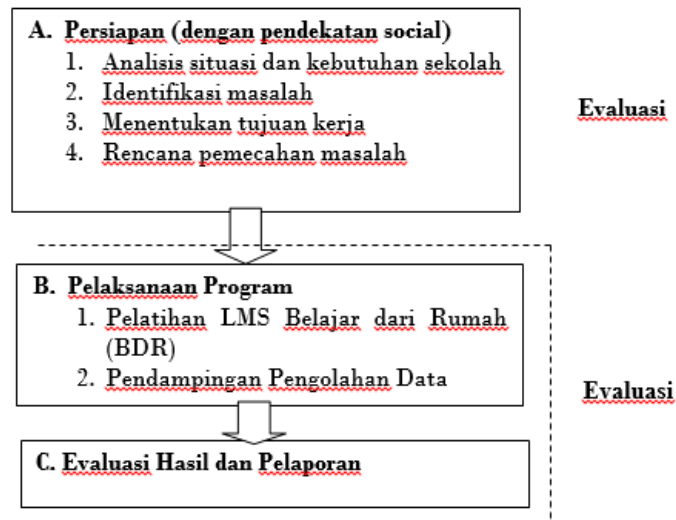 A. Persiapan (dengan pendekatan social)
1. Analisis situasi dan kebutuhan sekolah
2. Identifikasi masalah
3. Menentukan tujuan kerja
4. Rencana pemecahan masalah
Evaluasi
B. Pelaksanaan Program
1. Pelatihan LMS Belajar dari Rumah
(BDR)
2. Pendampingan Pengolahan Data
Evaluasi
C. Evaluasi Hasil dan Pelaporan